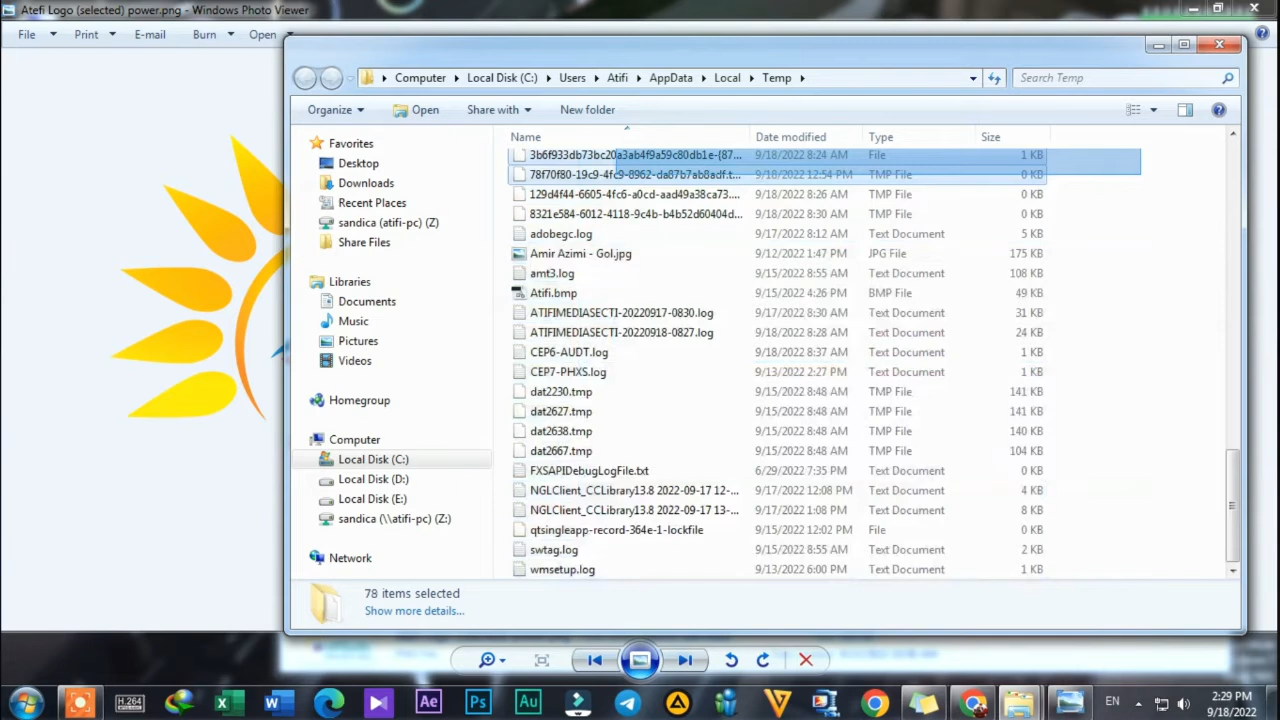 Atefi Logo (selected) power.png - Windows Photo Viewer
File Print E-mail Burn Open
Computer Local Disk (C:) Users Atifi AppData Local Temp
Search Temp
Organize Open Share with New folder
Favorites
Desktop
Downloads
Recent Places
sandica (atifi-pc) (Z)
Share Files
Libraries
Documents
Music
Pictures
Videos
Homegroup
Computer
Local Disk (C:)
Local Disk (D:)
Local Disk (E:)
sandica (\\atifi-pc) (Z:)
Network
Name Date modified Type Size
3b6f933db73bc20a3ab4f9a59c80db1e-{87... 9/18/2022 8:24 AM File 1 KB
78f70f80-19c9-4fc9-8962-da87b7ab8adf.t... 9/18/2022 12:54 PM TMP File 0 KB
129d4f44-6605-4fc6-a0cd-aad49a38ca73.... 9/18/2022 8:26 AM TMP File 0 KB
8321e584-6012-4118-9c4b-b4b52d60404d... 9/18/2022 8:30 AM TMP File 0 KB
adobegc.log 9/17/2022 8:12 AM Text Document 5 KB
Amir Azimi - Gol.jpg 9/12/2022 1:47 PM JPG File 175 KB
amt3.log 9/15/2022 8:55 AM Text Document 108 KB
Atifi.bmp 9/15/2022 4:26 PM BMP File 49 KB
ATIFIMEDIASECTI-20220917-0830.log 9/17/2022 8:30 AM Text Document 31 KB
ATIFIMEDIASECTI-20220918-0827.log 9/18/2022 8:28 AM Text Document 24 KB
CEP6-AUDT.log 9/18/2022 8:37 AM Text Document 1 KB
CEP7-PHXS.log 9/13/2022 2:27 PM Text Document 1 KB
dat2230.tmp 9/15/2022 8:48 AM TMP File 141 KB
dat2627.tmp 9/15/2022 8:48 AM TMP File 141 KB
dat2638.tmp 9/15/2022 8:48 AM TMP File 140 KB
dat2667.tmp 9/15/2022 8:48 AM TMP File 104 KB
FXSAPIDebugLogFile.txt 6/29/2022 7:35 PM Text Document 0 KB
NGLClient_CCLibrary13.8 2022-09-17 12-... 9/17/2022 12:08 PM Text Document 4 KB
NGLClient_CCLibrary13.8 2022-09-17 13-... 9/17/2022 1:08 PM Text Document 8 KB
qtsingleapp-record-364e-1-lockfile 9/15/2022 12:02 PM File 0 KB
swtag.log 9/15/2022 8:55 AM Text Document 2 KB
wmsetup.log 9/13/2022 6:00 PM Text Document 1 KB
78 items selected
Show more details...
H.264 Ae Ps Au EN
2:29 PM
9/18/2022